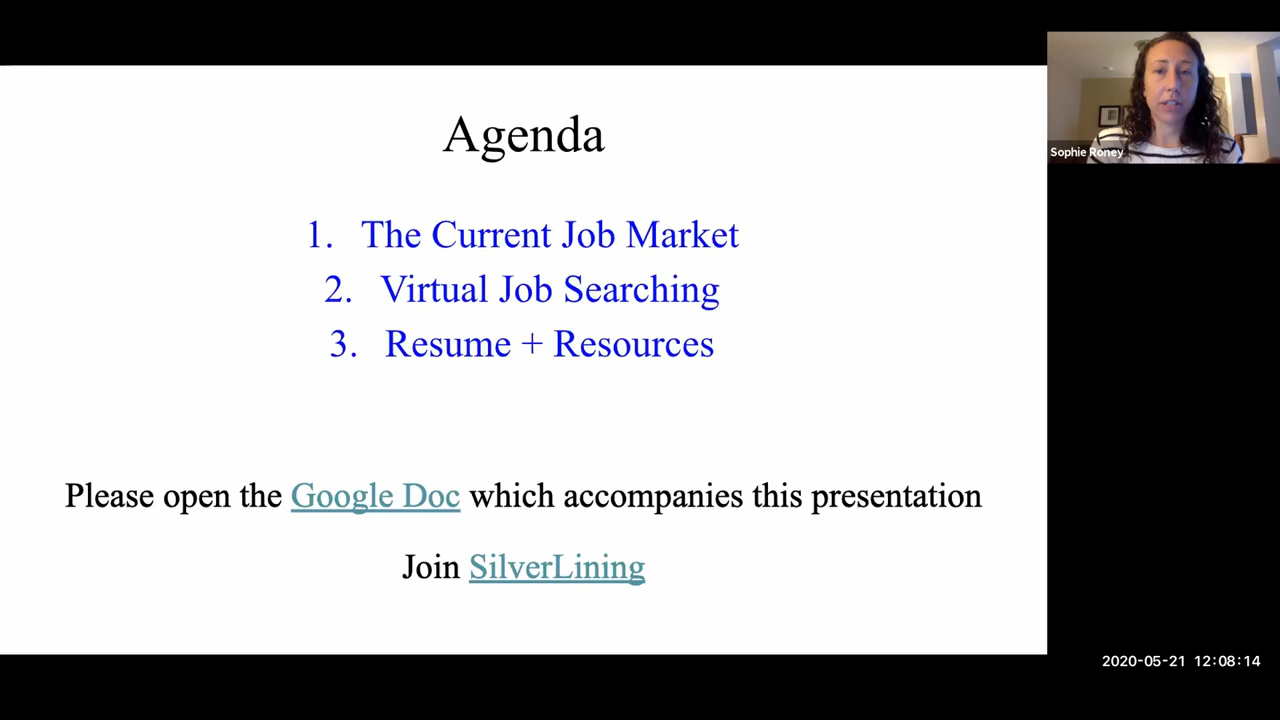 Agenda
1. The Current Job Market
2. Virtual Job Searching
3. Resume + Resources
Please open the Google Doc which accompanies this presentation
Join SilverLining
Sophie Roney
2020-05-21 12:08:14